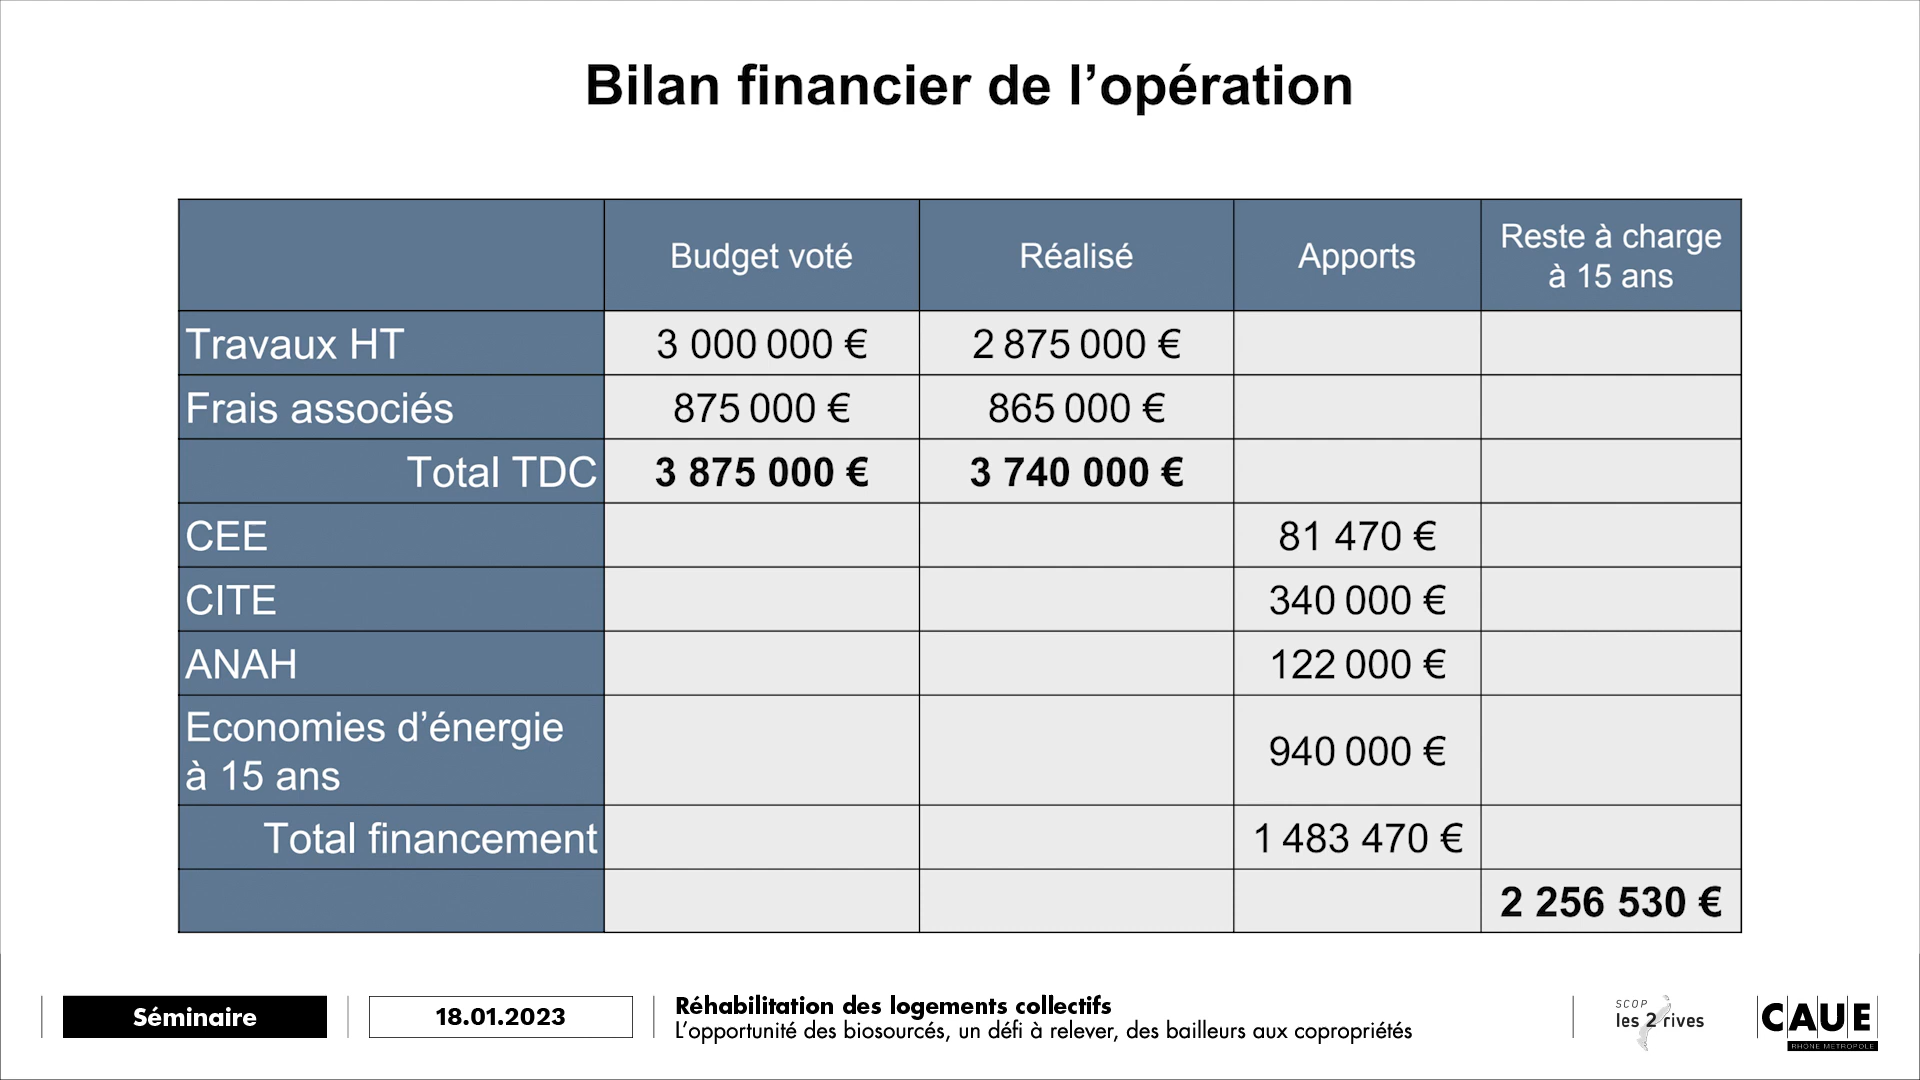 Bilan financier de l’opération
Budget voté Réalisé Apports Reste à charge
à 15 ans
Travaux HT 3 000 000 € 2 875 000 €
Frais associés 875 000 € 865 000 €
Total TDC 3 875 000 € 3 740 000 €
CEE 81 470 €
CITE 340 000 €
ANAH 122 000 €
Economies d’énergie
à 15 ans 940 000 €
Total financement 1 483 470 €
2 256 530 €
Séminaire
18.01.2023
Réhabilitation des logements collectifs
L’opportunité des biosourcés, un défi à relever, des bailleurs aux copropriétés
SCOP
les 2 rives
CAUE
RHÔNE METROPOLE